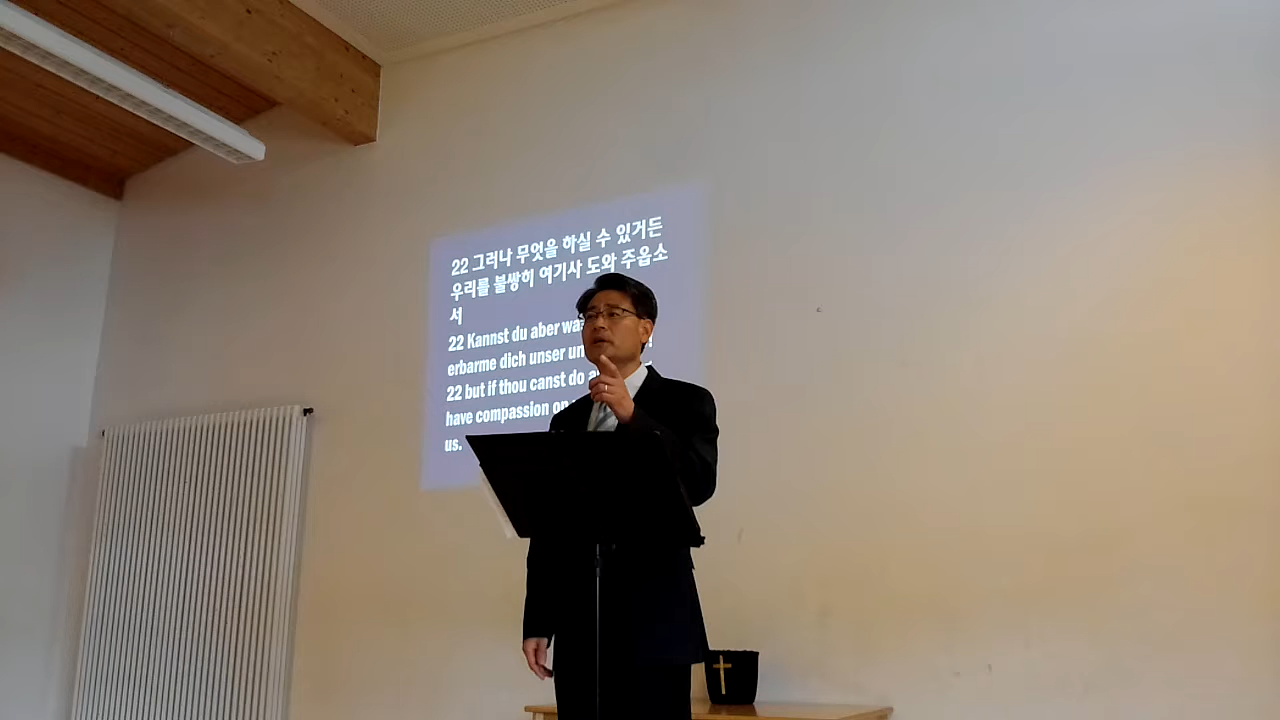 22 그러나 무엇을 하실 수 있거든
우리를 불쌍히 여기사 도와 주옵소
서
22 Kannst du aber was
erbarme dich unser
22 but if thou canst do
have compassion on
us.